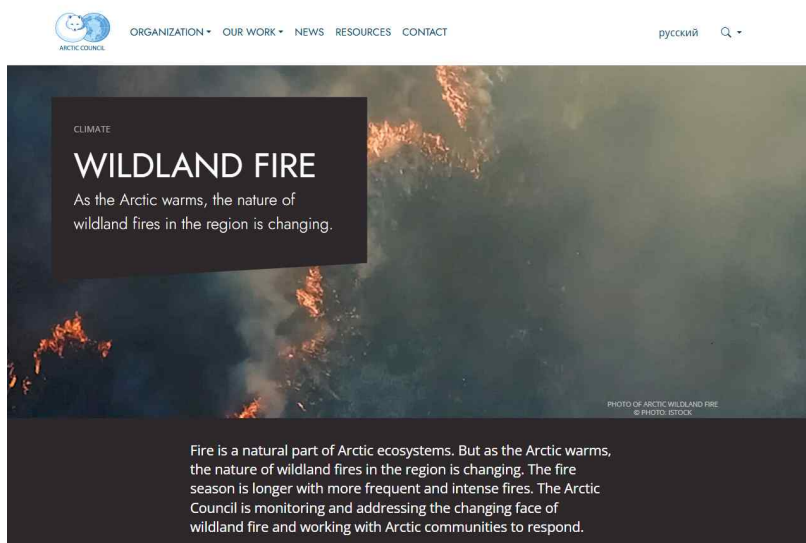 ARCTIC COUNCIL
ORGANIZATION OUR WORK NEWS RESOURCES CONTACT русский
CLIMATE
WILDLAND FIRE
As the Arctic warms, the nature of
wildland fires in the region is changing.
PHOTO OF ARCTIC WILDLAND FIRE
© PHOTO: ISTOCK
Fire is a natural part of Arctic ecosystems. But as the Arctic warms,
the nature of wildland fires in the region is changing. The fire
season is longer with more frequent and intense fires. The Arctic
Council is monitoring and addressing the changing face of
wildland fire and working with Arctic communities to respond.